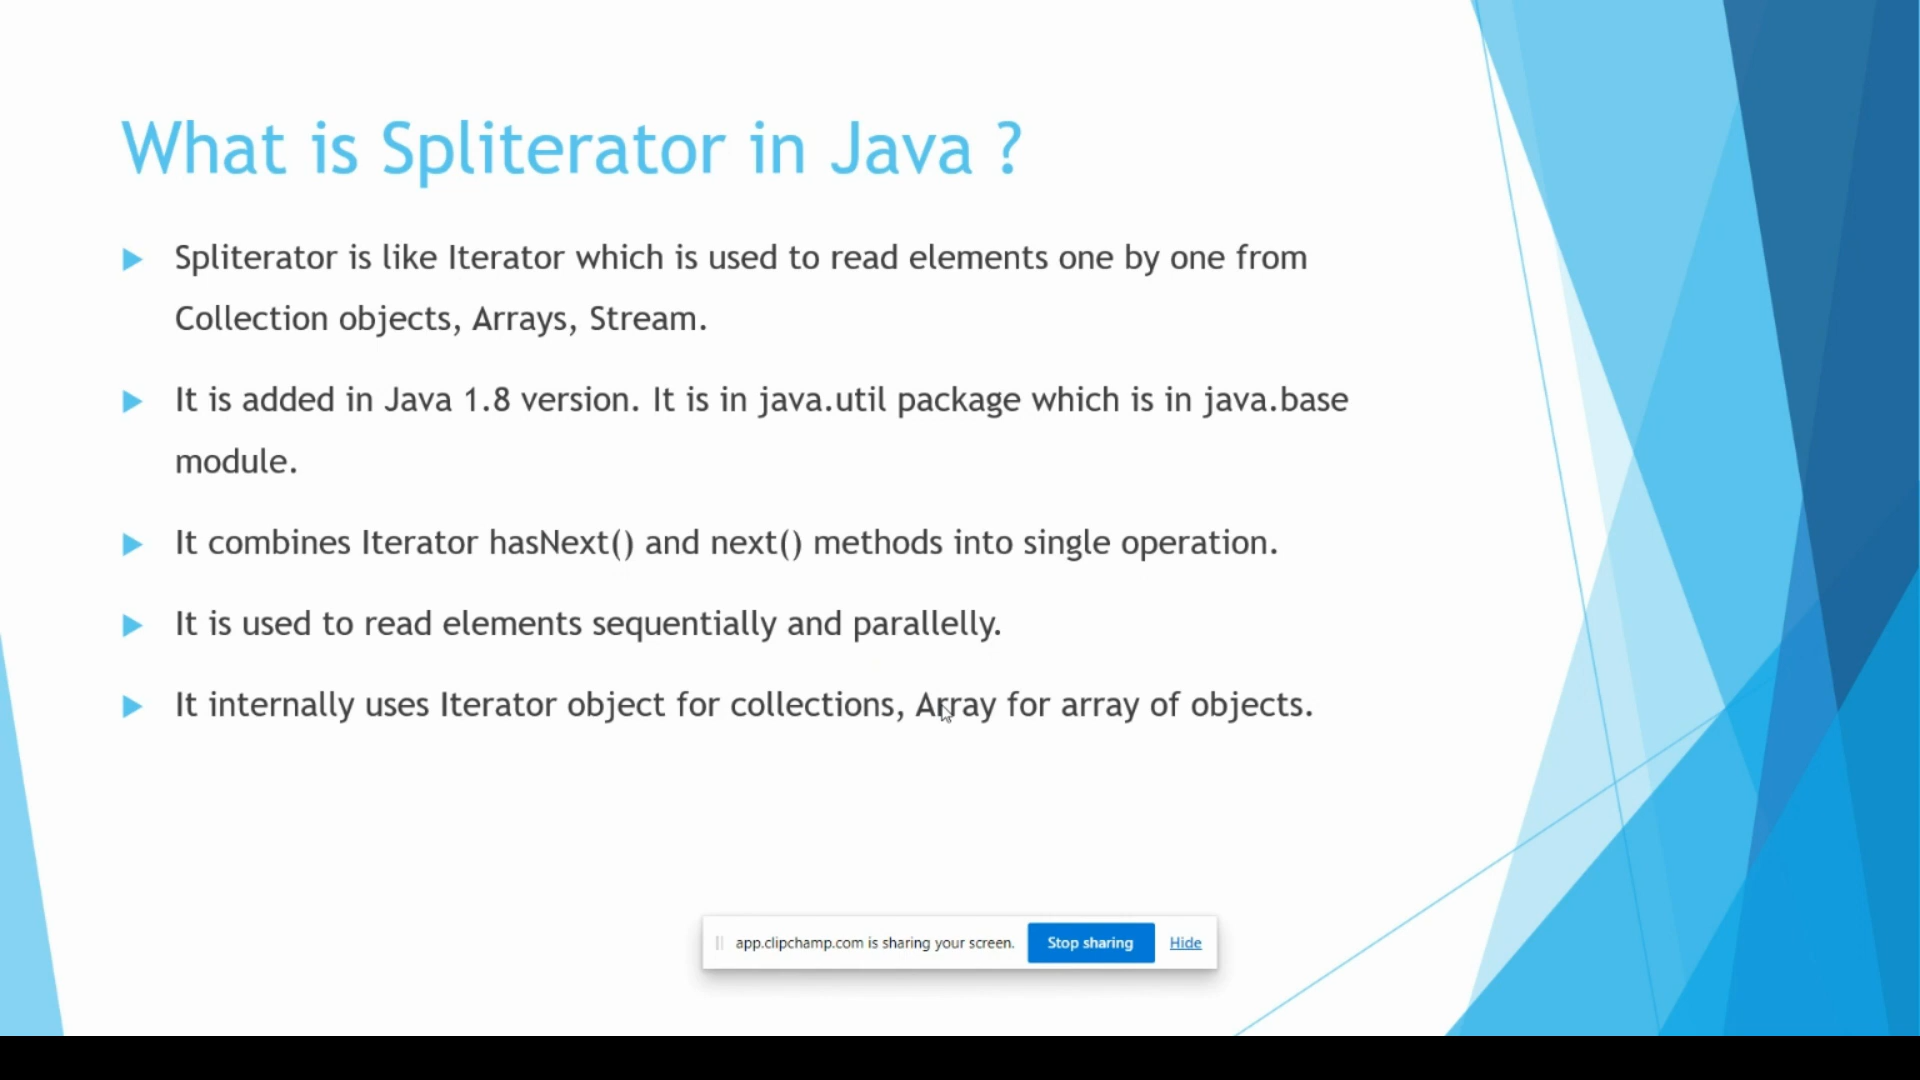 What is Spliterator in Java ?
Spliterator is like Iterator which is used to read elements one by one from
Collection objects, Arrays, Stream.
It is added in Java 1.8 version. It is in java.util package which is in java.base
module.
It combines Iterator hasNext() and next() methods into single operation.
It is used to read elements sequentially and parallelly.
It internally uses Iterator object for collections, Array for array of objects.
app.clipchamp.com is sharing your screen. Stop sharing Hide